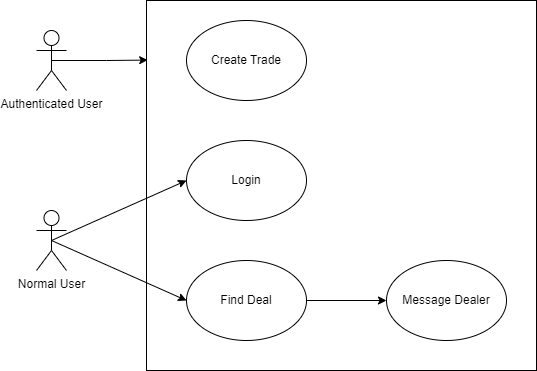 Create Trade
Authenticated User
Login
Normal User
Find Deal
Message Dealer